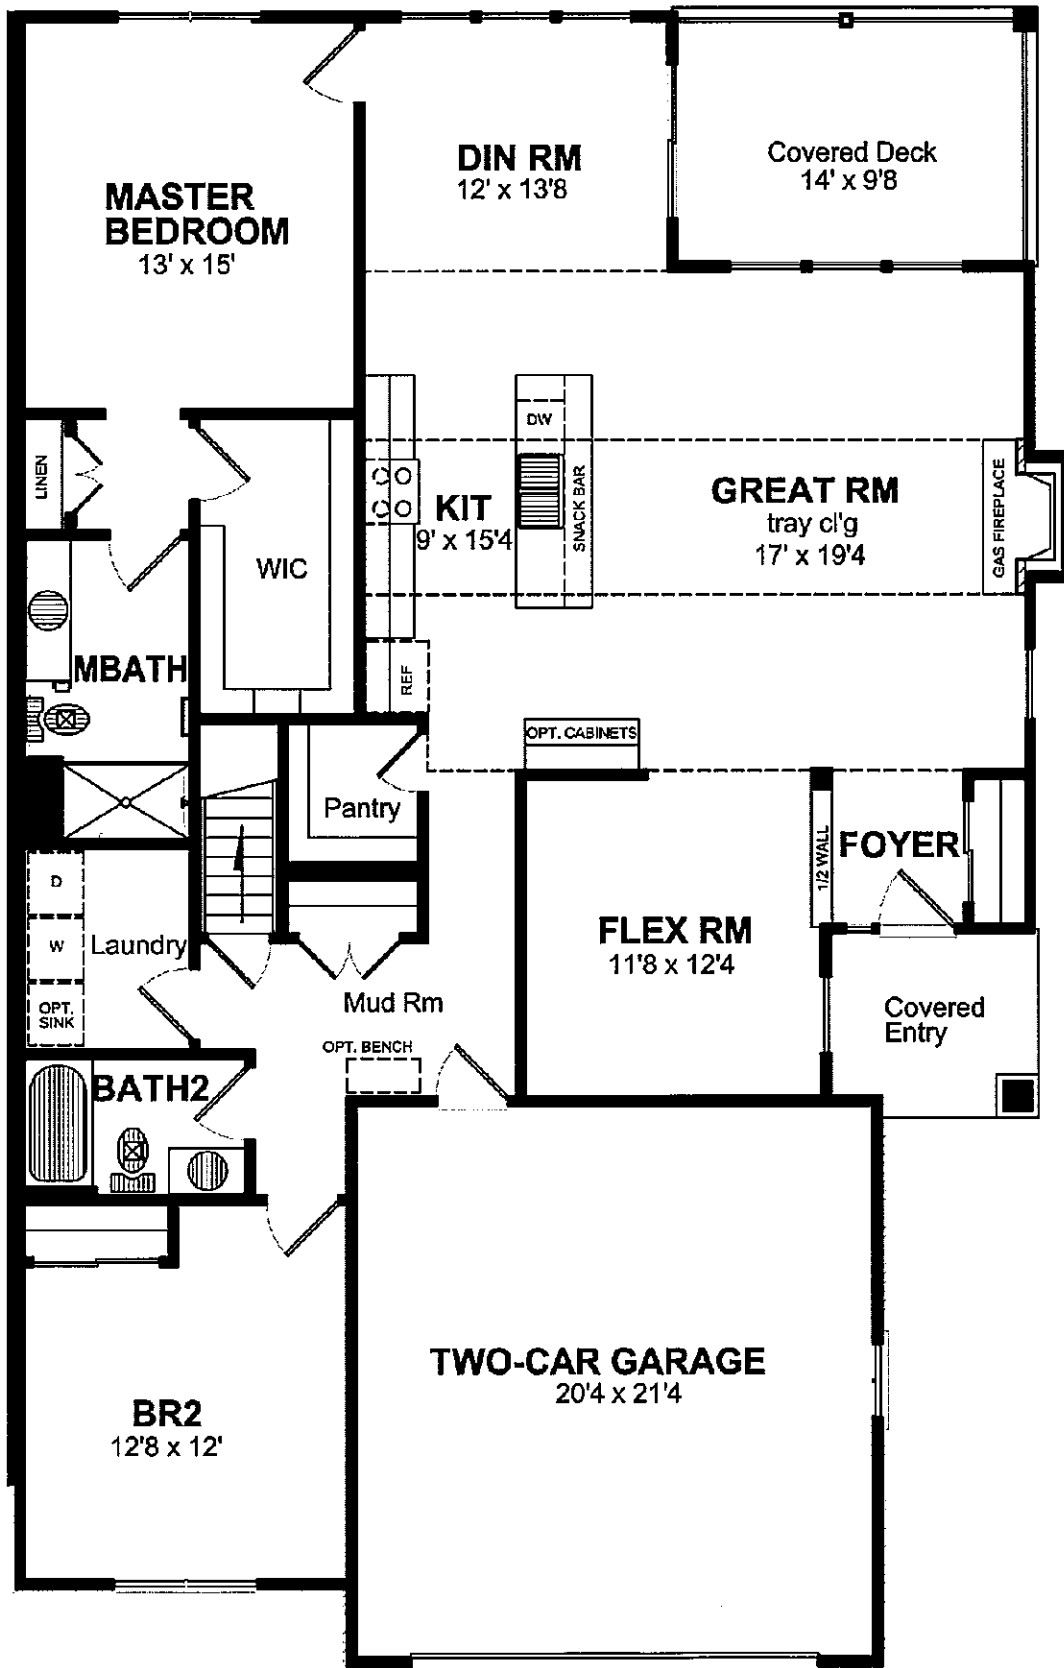 DIN RM
12' x 13'8
Covered Deck
14' x 9'8
MASTER
BEDROOM
13' x 15'
DW
LINEN
SNACK BAR
KIT
9' x 15'4
GREAT RM
tray cl'g
17' x 19'4
GAS FIREPLACE
WIC
MBATH
REF
OPT. CABINETS
Pantry
1/2 WALL
FOYER
D
W
Laundry
OPT.
SINK
FLEX RM
11'8 x 12'4
Mud Rm
Covered
Entry
OPT. BENCH
BATH2
TWO-CAR GARAGE
20'4 x 21'4
BR2
12'8 x 12'